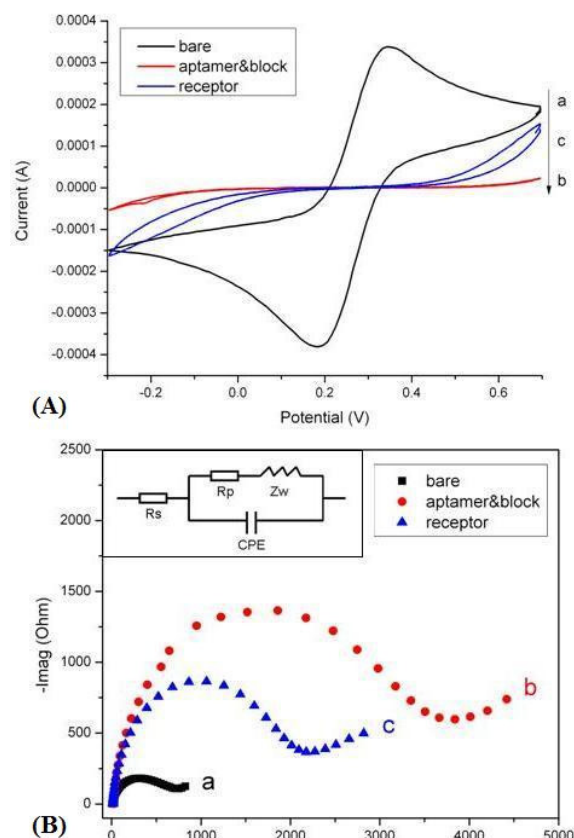 0.0004
0.0003
0.0002
0.0001
0.0000
-0.0001
-0.0002
-0.0003
-0.0004
Current (A)
bare
aptamer&block
receptor
a
c
b
-0.2
0.0
0.2
0.4
0.6
Potential (V)
(A)
2500
2000
1500
1000
500
0
-Imag (Ohm)
Rs
Rp
Zw
CPE
bare
aptamer&block
receptor
b
c
a
0
1000
2000
3000
4000
5000
(B)